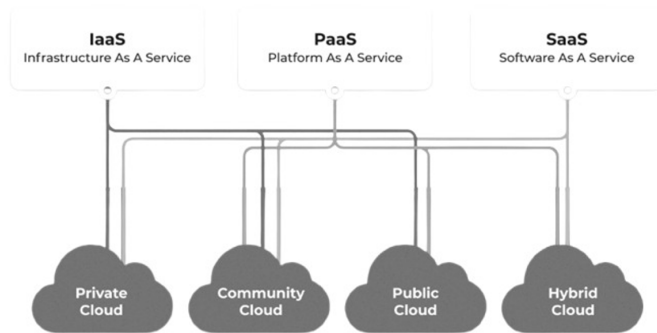 IaaS
Infrastructure As A Service
PaaS
Platform As A Service
SaaS
Software As A Service
Private
Cloud
Community
Cloud
Public
Cloud
Hybrid
Cloud